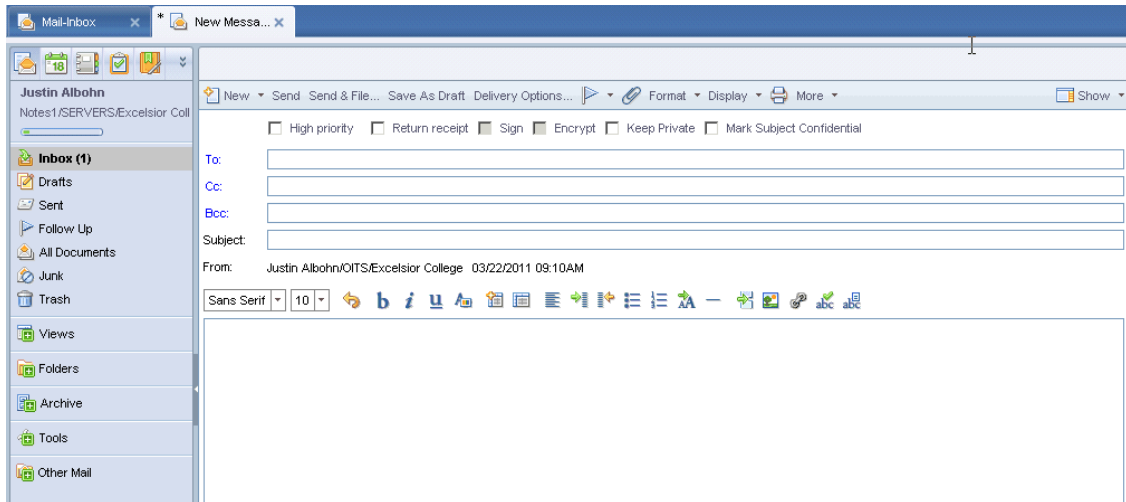 Mail-Inbox
* New Messa...
18
Justin Albohn
Notes1/SERVERS/Excelsior Coll
New Send Send & File... Save As Draft Delivery Options... Format Display More Show
High priority Return receipt Sign Encrypt Keep Private Mark Subject Confidential
Inbox (1)
Drafts
Sent
Follow Up
All Documents
Junk
Trash
Views
Folders
Archive
Tools
Other Mail
To:
Cc:
Bcc:
Subject:
From: Justin Albohn/OITS/Excelsior College 03/22/2011 09:10AM
Sans Serif 10 b i u abc abc